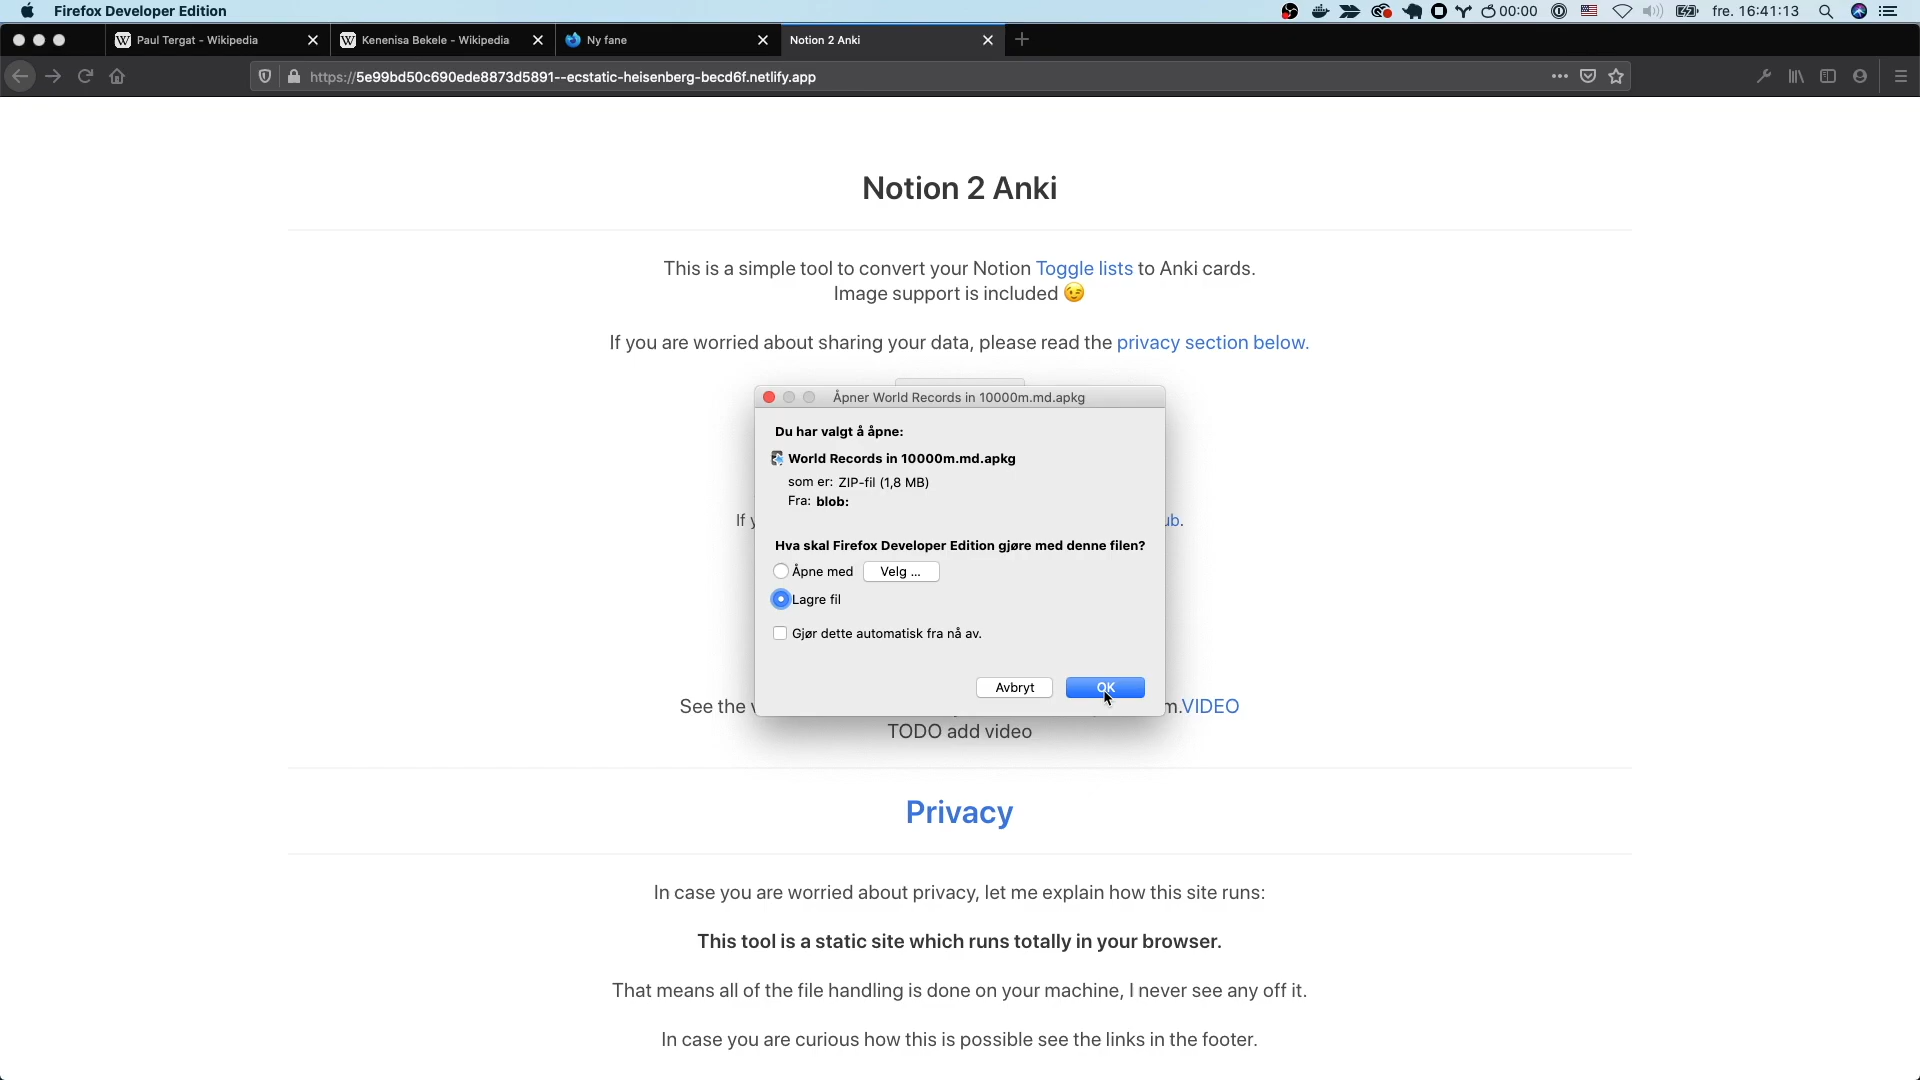 Firefox Developer Edition
00:00
fre. 16:41:13
Paul Tergat - Wikipedia
Kenenisa Bekele - Wikipedia
Ny fane
Notion 2 Anki
https://5e99bd50c690ede8873d5891--ecstatic-heisenberg-becd6f.netlify.app
Notion 2 Anki
This is a simple tool to convert your Notion Toggle lists to Anki cards.
Image support is included 😉
If you are worried about sharing your data, please read the privacy section below.
Åpner World Records in 10000m.md.apkg
Du har valgt å åpne:
World Records in 10000m.md.apkg
som er: ZIP-fil (1,8 MB)
Fra: blob:
If
ub.
Hva skal Firefox Developer Edition gjøre med denne filen?
Åpne med Velg ...
Lagre fil
Gjør dette automatisk fra nå av.
Avbryt OK
See the
m.VIDEO
TODO add video
Privacy
In case you are worried about privacy, let me explain how this site runs:
This tool is a static site which runs totally in your browser.
That means all of the file handling is done on your machine, I never see any off it.
In case you are curious how this is possible see the links in the footer.